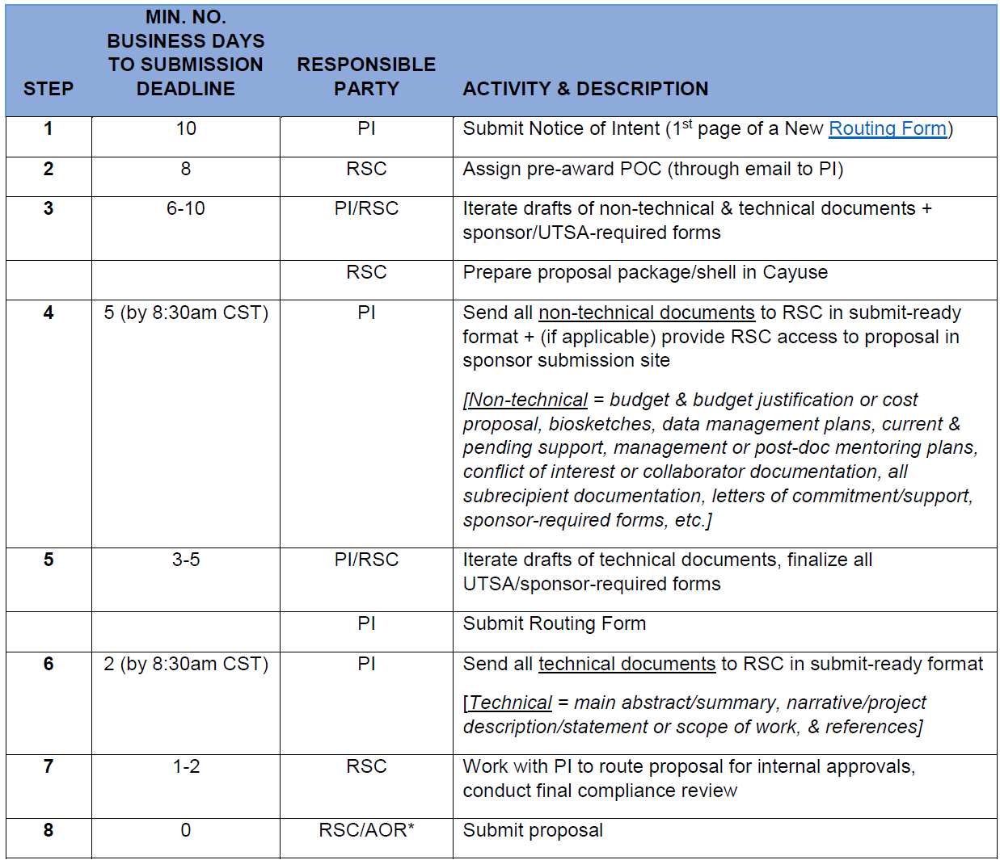 STEP
MIN. NO.
BUSINESS DAYS
TO SUBMISSION
DEADLINE
RESPONSIBLE
PARTY
ACTIVITY & DESCRIPTION
1
10
PI
Submit Notice of Intent (1st page of a New Routing Form)
2
8
RSC
Assign pre-award POC (through email to PI)
3
6-10
PI/RSC
Iterate drafts of non-technical & technical documents +
sponsor/UTSA-required forms
RSC
Prepare proposal package/shell in Cayuse
4
5 (by 8:30am CST)
PI
Send all non-technical documents to RSC in submit-ready
format + (if applicable) provide RSC access to proposal in
sponsor submission site
[Non-technical = budget & budget justification or cost
proposal, biosketches, data management plans, current &
pending support, management or post-doc mentoring plans,
conflict of interest or collaborator documentation, all
subrecipient documentation, letters of commitment/support,
sponsor-required forms, etc.]
5
3-5
PI/RSC
Iterate drafts of technical documents, finalize all
UTSA/sponsor-required forms
PI
Submit Routing Form
6
2 (by 8:30am CST)
PI
Send all technical documents to RSC in submit-ready format
[Technical = main abstract/summary, narrative/project
description/statement or scope of work, & references]
7
1-2
RSC
Work with PI to route proposal for internal approvals,
conduct final compliance review
8
0
RSC/AOR*
Submit proposal